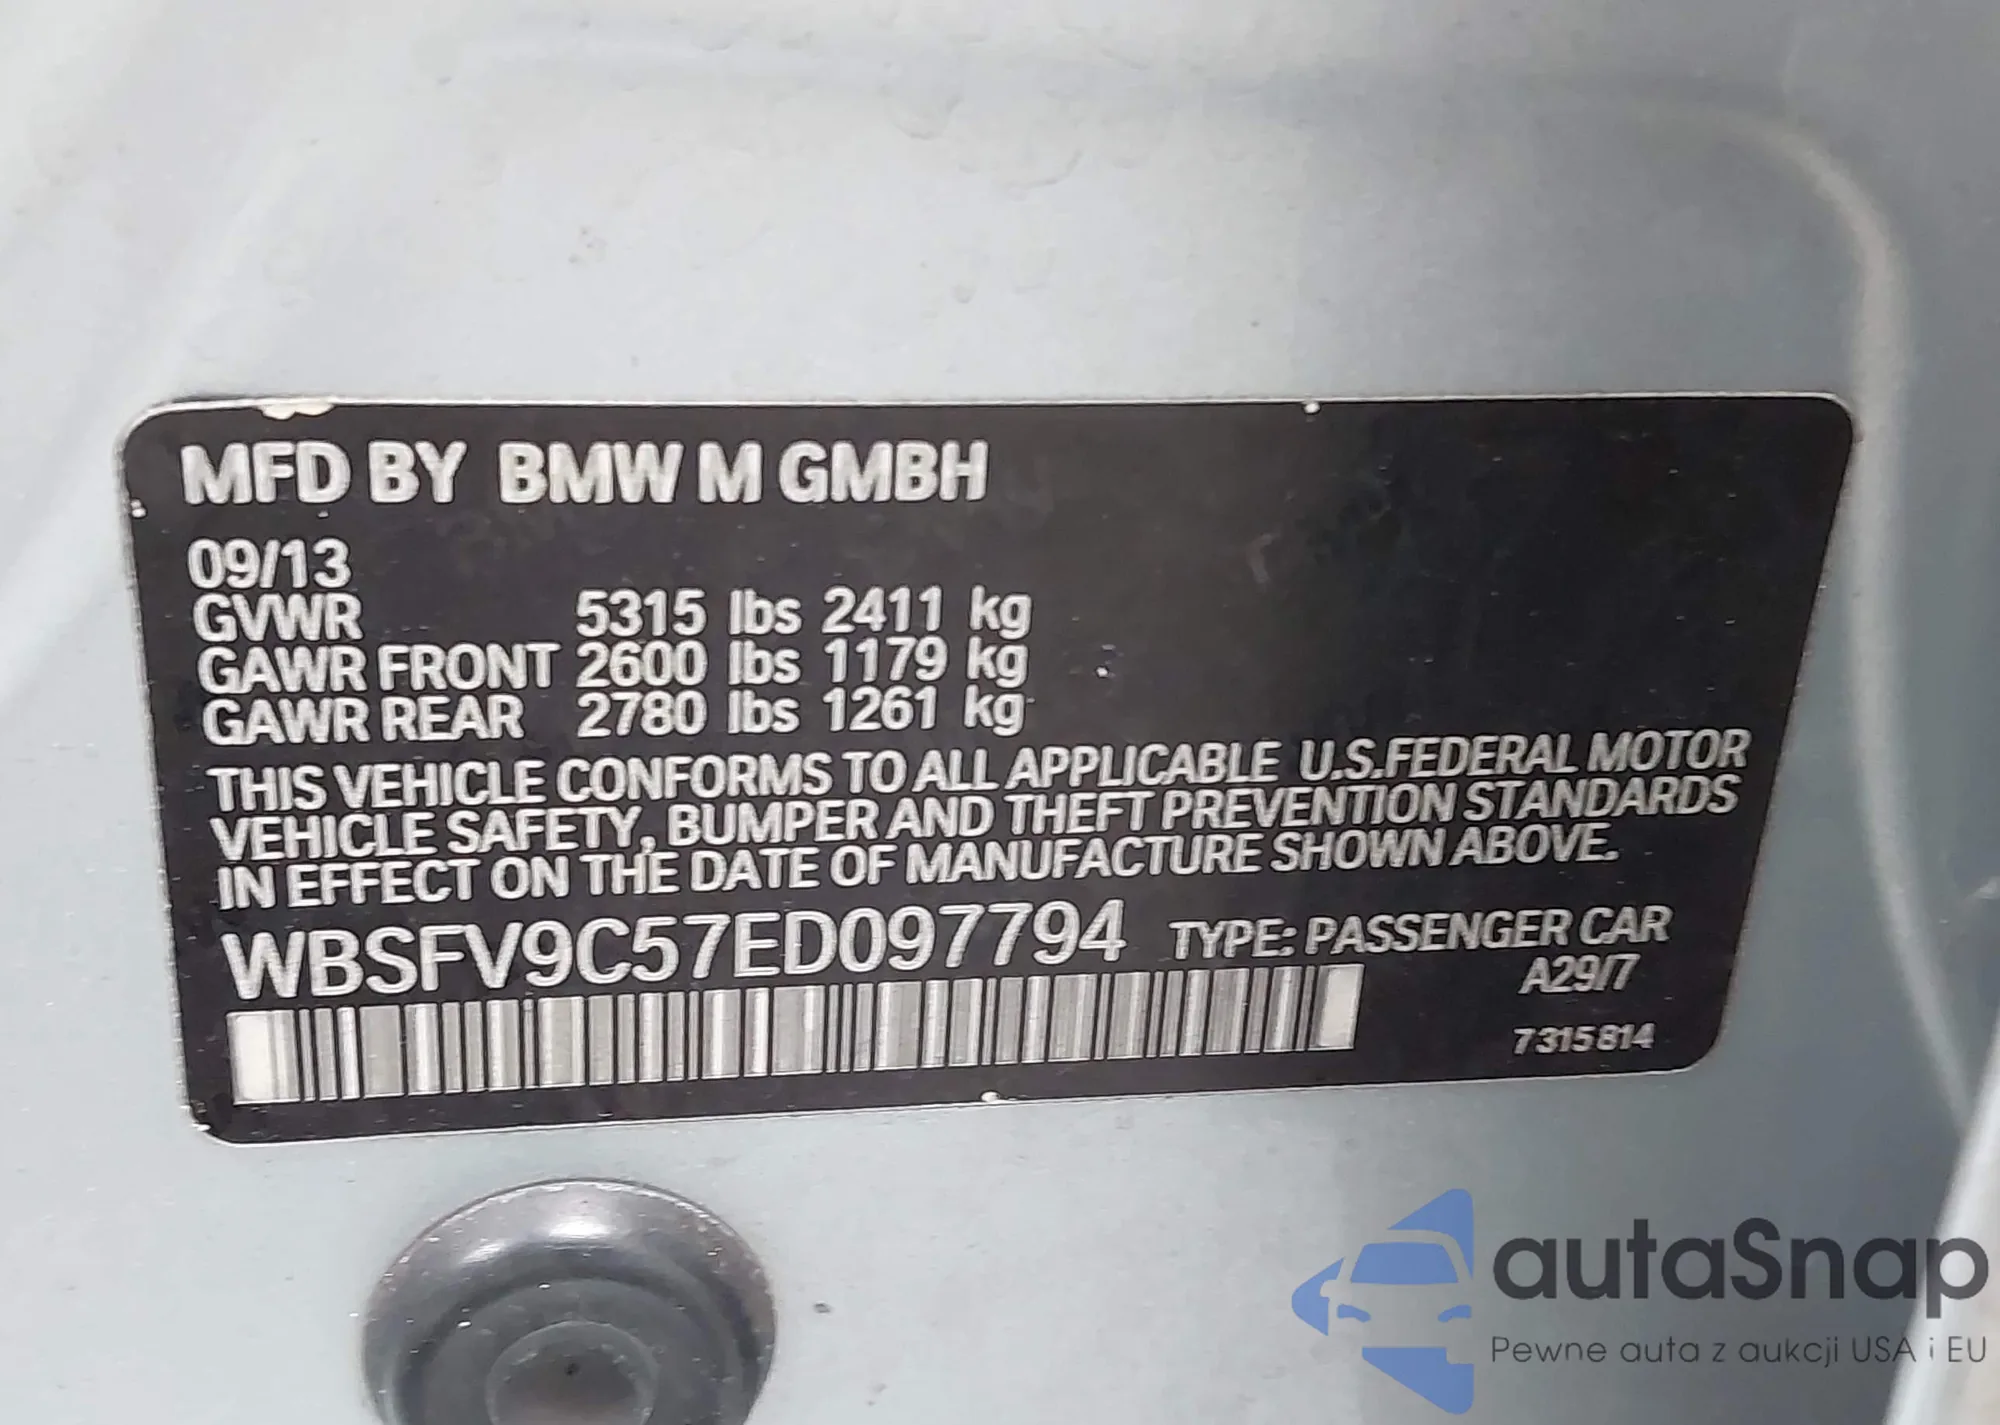 MFD BY BMW M GMBH
09/13
GVWR 5315 lbs 2411 kg
GAWR FRONT 2600 lbs 1179 kg
GAWR REAR 2780 lbs 1261 kg
THIS VEHICLE CONFORMS TO ALL APPLICABLE U.S.FEDERAL MOTOR
VEHICLE SAFETY, BUMPER AND THEFT PREVENTION STANDARDS
IN EFFECT ON THE DATE OF MANUFACTURE SHOWN ABOVE.
WBSFV9C57ED097794 TYPE: PASSENGER CAR
A29/7
7315814
autaSnap
Pewne auta z aukcji USA i EU